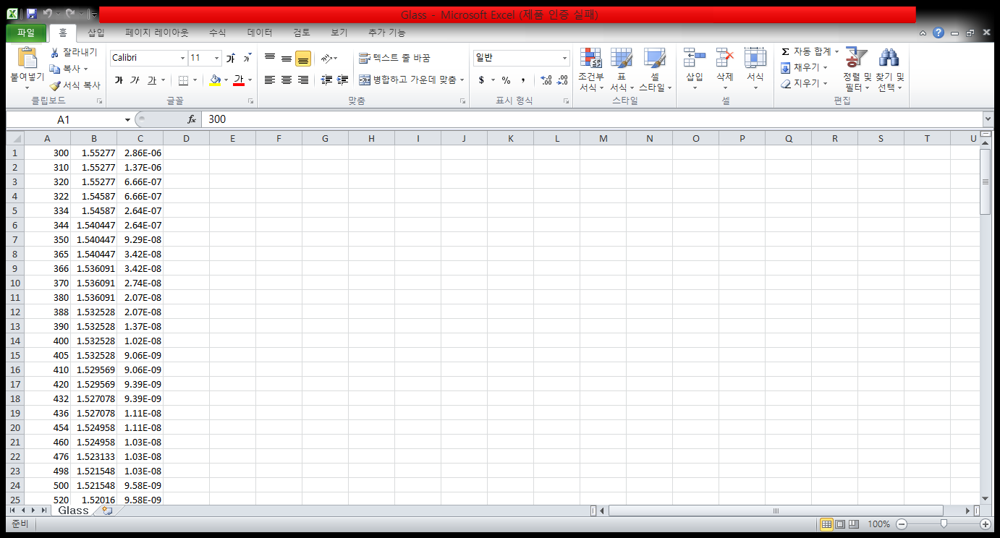 Glass - Microsoft Excel (제품 인증 실패)
파일 홈 삽입 페이지 레이아웃 수식 데이터 검토 보기 추가 기능
붙여넣기 잘라내기 복사 서식 복사 클립보드
Calibri 11 가 가
가 가 가 가 글꼴
텍스트 줄 바꿈
병합하고 가운데 맞춤
맞춤
일반
$ % , .00 .00
표시 형식
조건부 서식 표 서식 셀 스타일
스타일
삽입 삭제 서식
셀
Σ 자동 합계
채우기
지우기
정렬 및 필터 찾기 및 선택
편집
A1 fx 300
A B C D E F G H I J K L M N O P Q R S T U
1 300 1.55277 2.86E-06
2 310 1.55277 1.37E-06
3 320 1.55277 6.66E-07
4 322 1.54587 6.66E-07
5 334 1.54587 2.64E-07
6 344 1.540447 2.64E-07
7 350 1.540447 9.29E-08
8 365 1.540447 3.42E-08
9 366 1.536091 3.42E-08
10 370 1.536091 2.74E-08
11 380 1.536091 2.07E-08
12 388 1.532528 2.07E-08
13 390 1.532528 1.37E-08
14 400 1.532528 1.02E-08
15 405 1.532528 9.06E-09
16 410 1.529569 9.06E-09
17 420 1.529569 9.39E-09
18 432 1.527078 9.39E-09
19 436 1.527078 1.11E-08
20 454 1.524958 1.11E-08
21 460 1.524958 1.03E-08
22 476 1.523133 1.03E-08
23 498 1.521548 1.03E-08
24 500 1.521548 9.58E-09
25 520 1.52016 9.58E-09
Glass
준비 100%